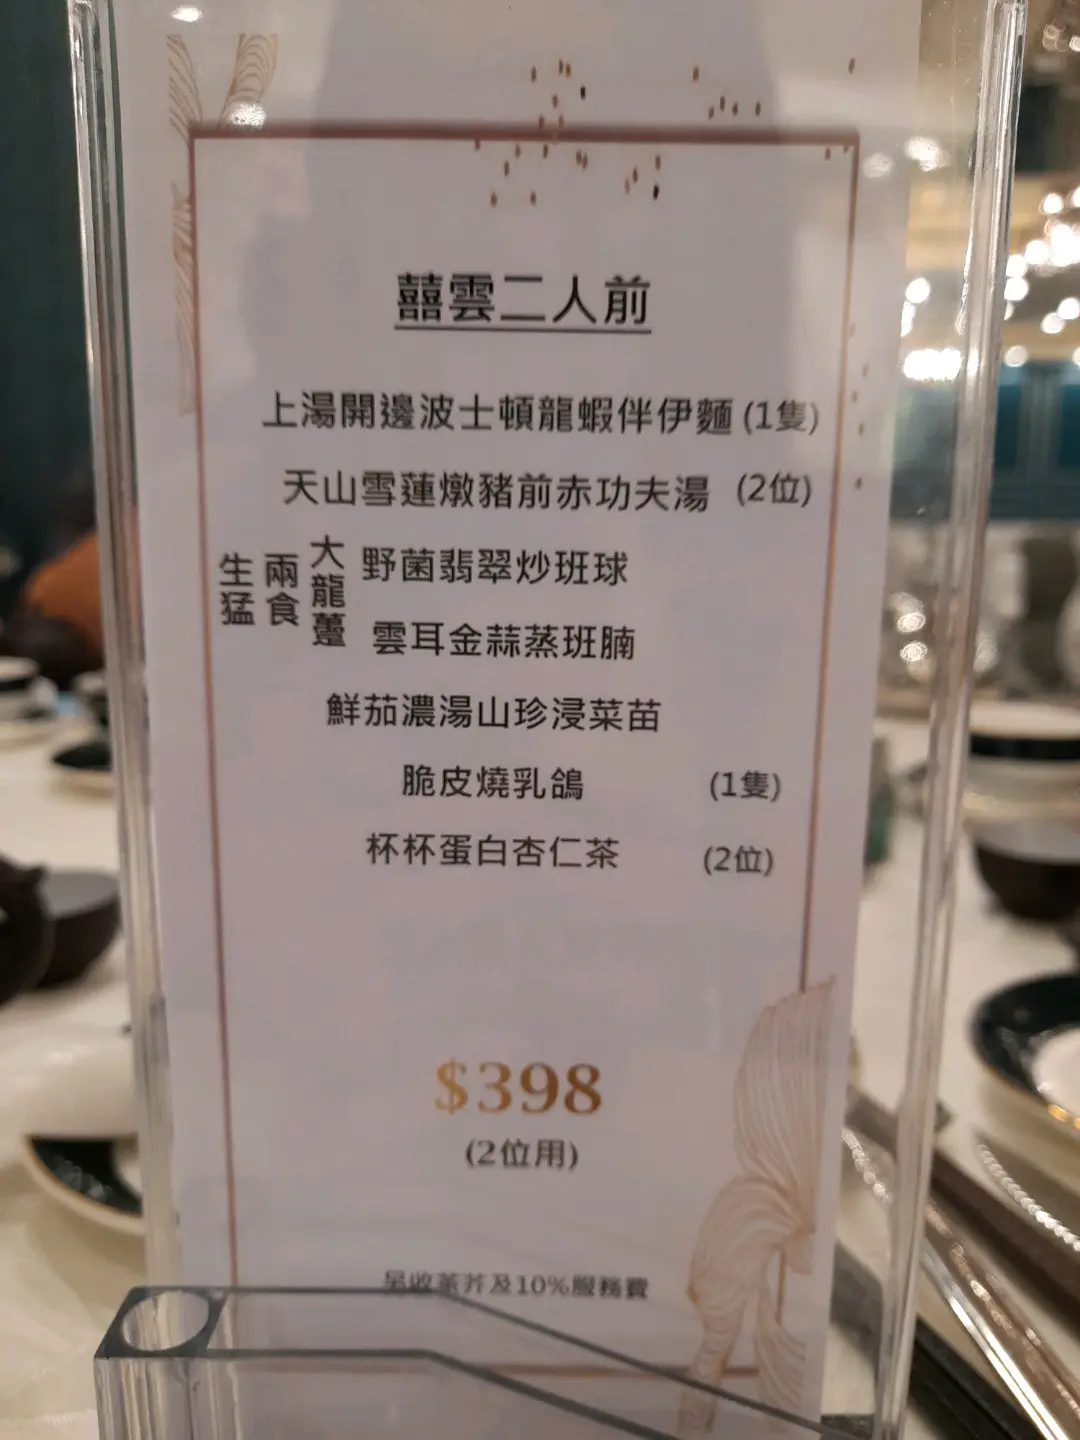 囍雲二人前
上湯開邊波士頓龍蝦伴伊麵 (1隻)
天山雪蓮燉豬前赤功夫湯 (2位)
生猛
兩食
大龍躉
野菌翡翠炒班球
雲耳金蒜蒸班腩
鮮茄濃湯山珍浸菜苗
脆皮燒乳鴿 (1隻)
杯杯蛋白杏仁茶 (2位)
$398
(2位用)
另收茶芥及10%服務費